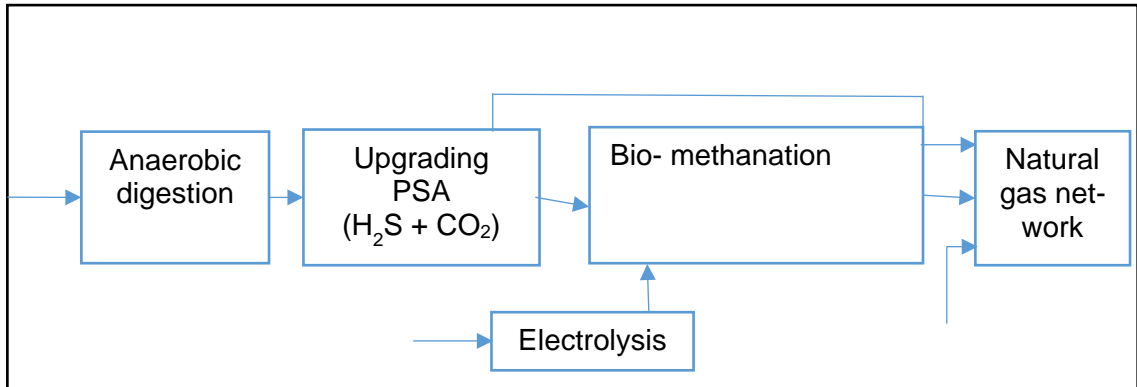 Anaerobic
digestion
Upgrading
PSA
(H₂S + CO₂)
Bio- methanation
Natural
gas net-
work
Electrolysis